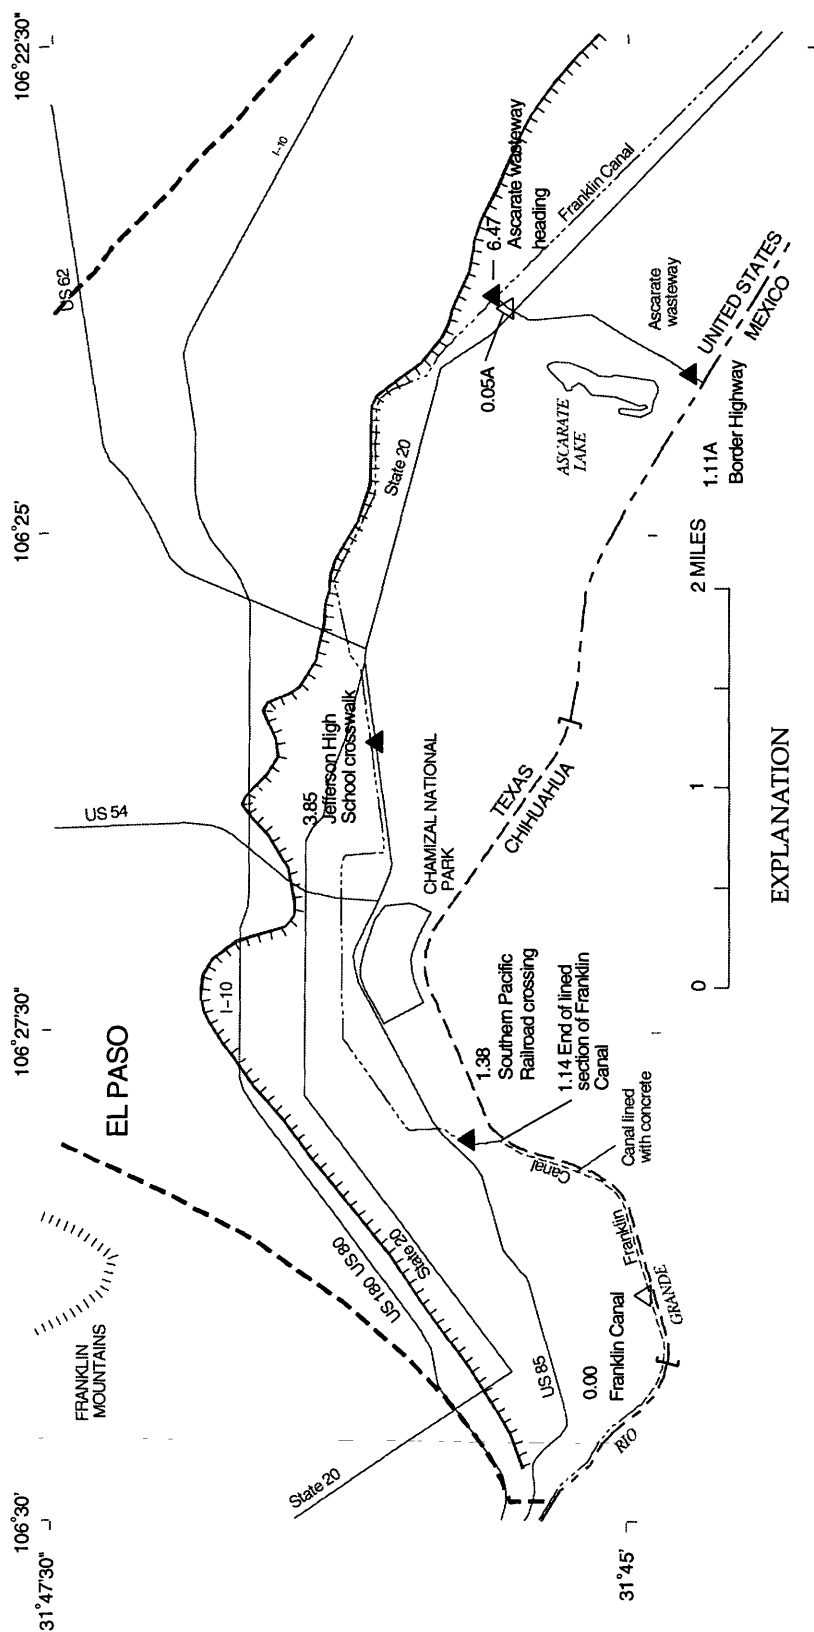 106°30'
106°27'30"
106°25'
106°22'30"
31°47'30"
31°45'
FRANKLIN
MOUNTAINS
EL PASO
US 54
US 62
I-10
I-10
State 20
US 180 US 80
State 20
US 85
3.85
Jefferson High
School crosswalk
State 20
6.47
Ascarate wasteway
heading
Franklin Canal
0.05A
CHAMIZAL NATIONAL
PARK
ASCARATE
LAKE
Ascarate
wasteway
UNITED STATES
MEXICO
1.11A
Border Highway
TEXAS
CHIHUAHUA
1.38
Southern Pacific
Railroad crossing
1.14 End of lined
section of Franklin
Canal
Canal lined
with concrete
Canal
Franklin
0.00
Franklin Canal
RIO
GRANDE
0
1
2 MILES
EXPLANATION